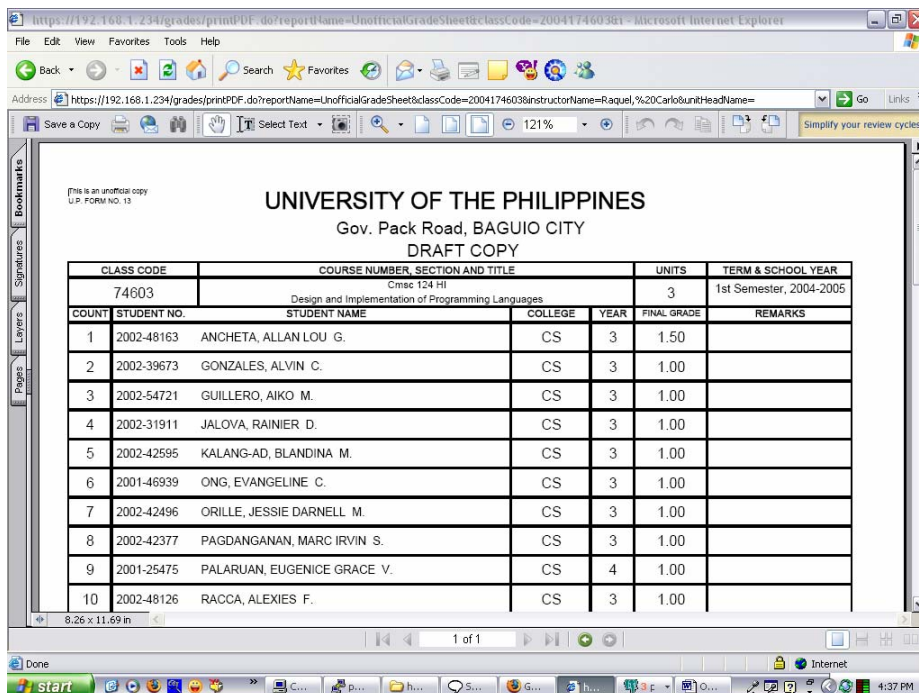 https://192.168.1.234/grades/printPDF.do?reportName=UnofficialGradeSheet&classCode=2004174603&i - Microsoft Internet Explorer
File Edit View Favorites Tools Help
Back Search Favorites
Address https://192.168.1.234/grades/printPDF.do?reportName=UnofficialGradeSheet&classCode=2004174603&instructorName=Raquel,%20Carlo&unitHeadName= Go Links
Save a Copy Select Text 121% Simplify your review cycles
Bookmarks
Signatures
Layers
Pages
This is an unofficial copy
U.P. FORM NO. 13
UNIVERSITY OF THE PHILIPPINES
Gov. Pack Road, BAGUIO CITY
DRAFT COPY
CLASS CODE COURSE NUMBER, SECTION AND TITLE UNITS TERM & SCHOOL YEAR
74603 Cmsc 124 HI 3 1st Semester, 2004-2005
Design and Implementation of Programming Languages
COUNT STUDENT NO. STUDENT NAME COLLEGE YEAR FINAL GRADE REMARKS
1 2002-48163 ANCHETA, ALLAN LOU G. CS 3 1.50
2 2002-39673 GONZALES, ALVIN C. CS 3 1.00
3 2002-54721 GUILLERO, AIKO M. CS 3 1.00
4 2002-31911 JALOVA, RAINIER D. CS 3 1.00
5 2002-42595 KALANG-AD, BLANDINA M. CS 3 1.00
6 2001-46939 ONG, EVANGELINE C. CS 3 1.00
7 2002-42496 ORILLE, JESSIE DARNELL M. CS 3 1.00
8 2002-42377 PAGDANGANAN, MARC IRVIN S. CS 3 1.00
9 2001-25475 PALARUAN, EUGENICE GRACE V. CS 4 1.00
10 2002-48126 RACCA, ALEXIES F. CS 3 1.00
8.26 x 11.69 in
1 of 1
Done Internet
start C... p... h... S... G... h... O... 4:37 PM